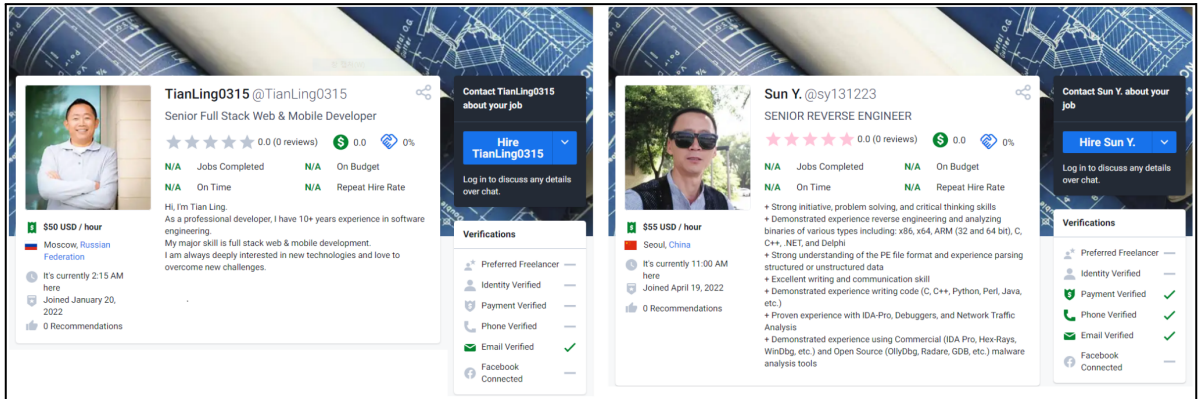 TianLing0315 @TianLing0315
Senior Full Stack Web & Mobile Developer
0.0 (0 reviews) 0.0 0%
N/A Jobs Completed N/A On Budget
N/A On Time N/A Repeat Hire Rate
Hi, I'm Tian Ling.
As a professional developer, I have 10+ years experience in software
engineering.
My major skill is full stack web & mobile development.
I am always deeply interested in new technologies and love to
overcome new challenges.
$50 USD / hour
Moscow, Russian
Federation
It's currently 2:15 AM
here
Joined January 20,
2022
0 Recommendations
Contact TianLing0315
about your job
Hire
TianLing0315
Log in to discuss any details
over chat.
Verifications
Preferred Freelancer
Identity Verified
Payment Verified
Phone Verified
Email Verified
Facebook
Connected
Sun Y. @sy131223
SENIOR REVERSE ENGINEER
0.0 (0 reviews) 0.0 0%
N/A Jobs Completed N/A On Budget
N/A On Time N/A Repeat Hire Rate
+ Strong initiative, problem solving, and critical thinking skills
+ Demonstrated experience reverse engineering and analyzing
binaries of various types including: x86, x64, ARM (32 and 64 bit), C,
C++, .NET, and Delphi
+ Strong understanding of the PE file format and experience parsing
structured or unstructured data
+ Excellent writing and communication skill
+ Demonstrated experience writing code (C, C++, Python, Perl, Java,
etc.)
+ Proven experience with IDA-Pro, Debuggers, and Network Traffic
Analysis
+ Demonstrated experience using Commercial (IDA Pro, Hex-Rays,
WinDbg, etc.) and Open Source (OllyDbg, Radare, GDB, etc.) malware
analysis tools
$55 USD / hour
Seoul, China
It's currently 11:00 AM
here
Joined April 19, 2022
0 Recommendations
Contact Sun Y. about your
job
Hire Sun Y.
Log in to discuss any details
over chat.
Verifications
Preferred Freelancer
Identity Verified
Payment Verified
Phone Verified
Email Verified
Facebook
Connected